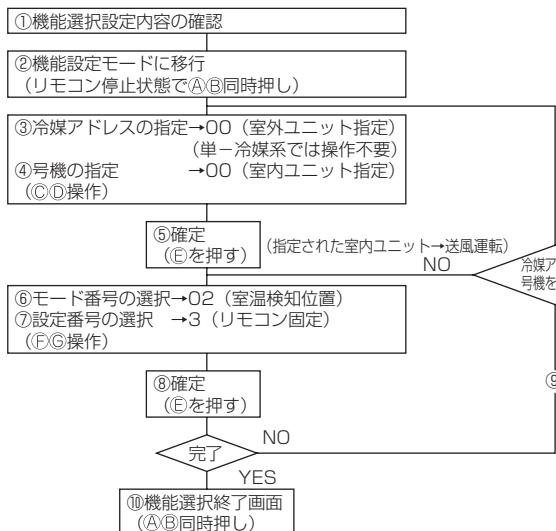 ①機能選択設定内容の確認
②機能設定モードに移行
(リモコン停止状態でⒶⒷ同時押し)
③冷媒アドレスの指定→00(室外ユニット指定)
(単一冷媒系では操作不要)
④号機の指定 →00(室内ユニット指定)
(ⒸⒹ操作)
⑤確定
(Ⓔを押す)
(指定された室内ユニット→送風運転)
NO
冷媒ア
号機を
⑥モード番号の選択→02(室温検知位置)
⑦設定番号の選択 →3(リモコン固定)
(ⒻⒼ操作)
⑧確定
(Ⓔを押す)
⑨
完了
NO
YES
⑩機能選択終了画面
(ⒶⒷ同時押し)